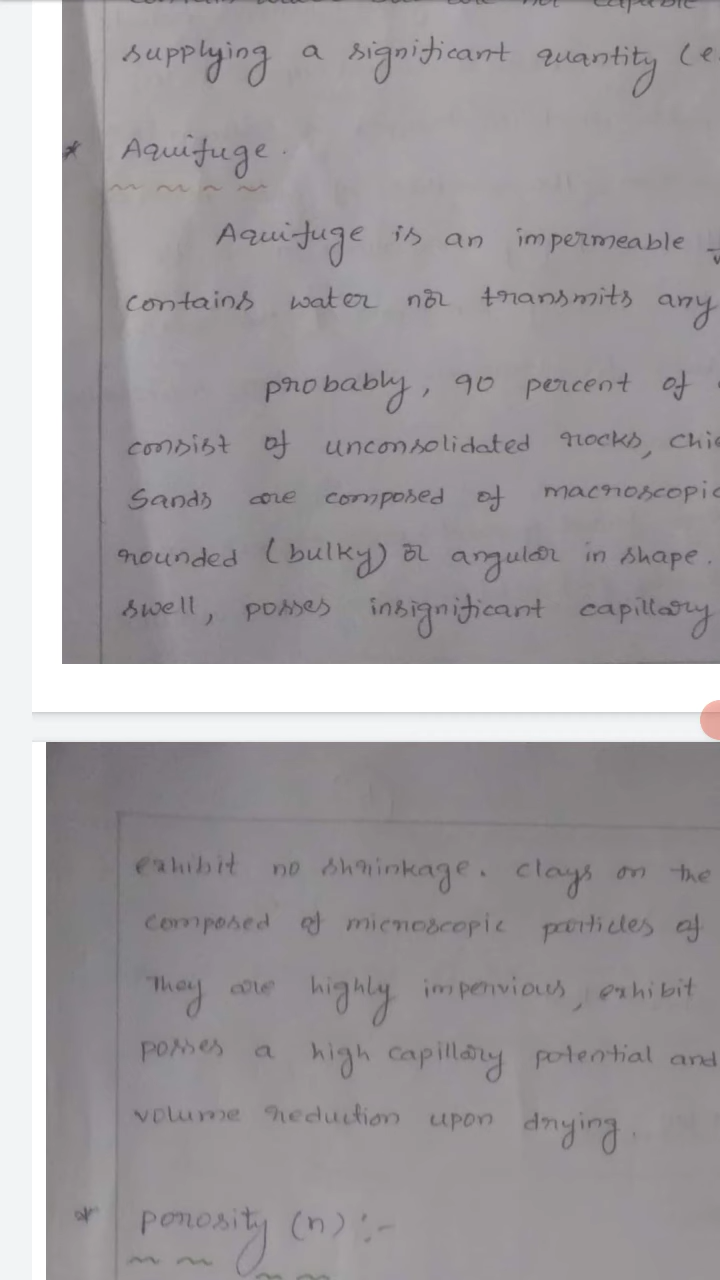 supplying a significant quantity (e
* Aquifuge.
Aquifuge is an impermeable
contains water nor transmits any
probably, 90 percent of
consist of unconsolidated rocks, chie
Sands are composed of macroscopic
rounded (bulky) or angular in shape.
swell, posses insignificant capillary
exhibit no shrinkage. Clays on the
composed of microscopic particles of
They are highly impervious, exhibit
posses a high capillary potential and
volume reduction upon drying.
* Porosity (n) :-